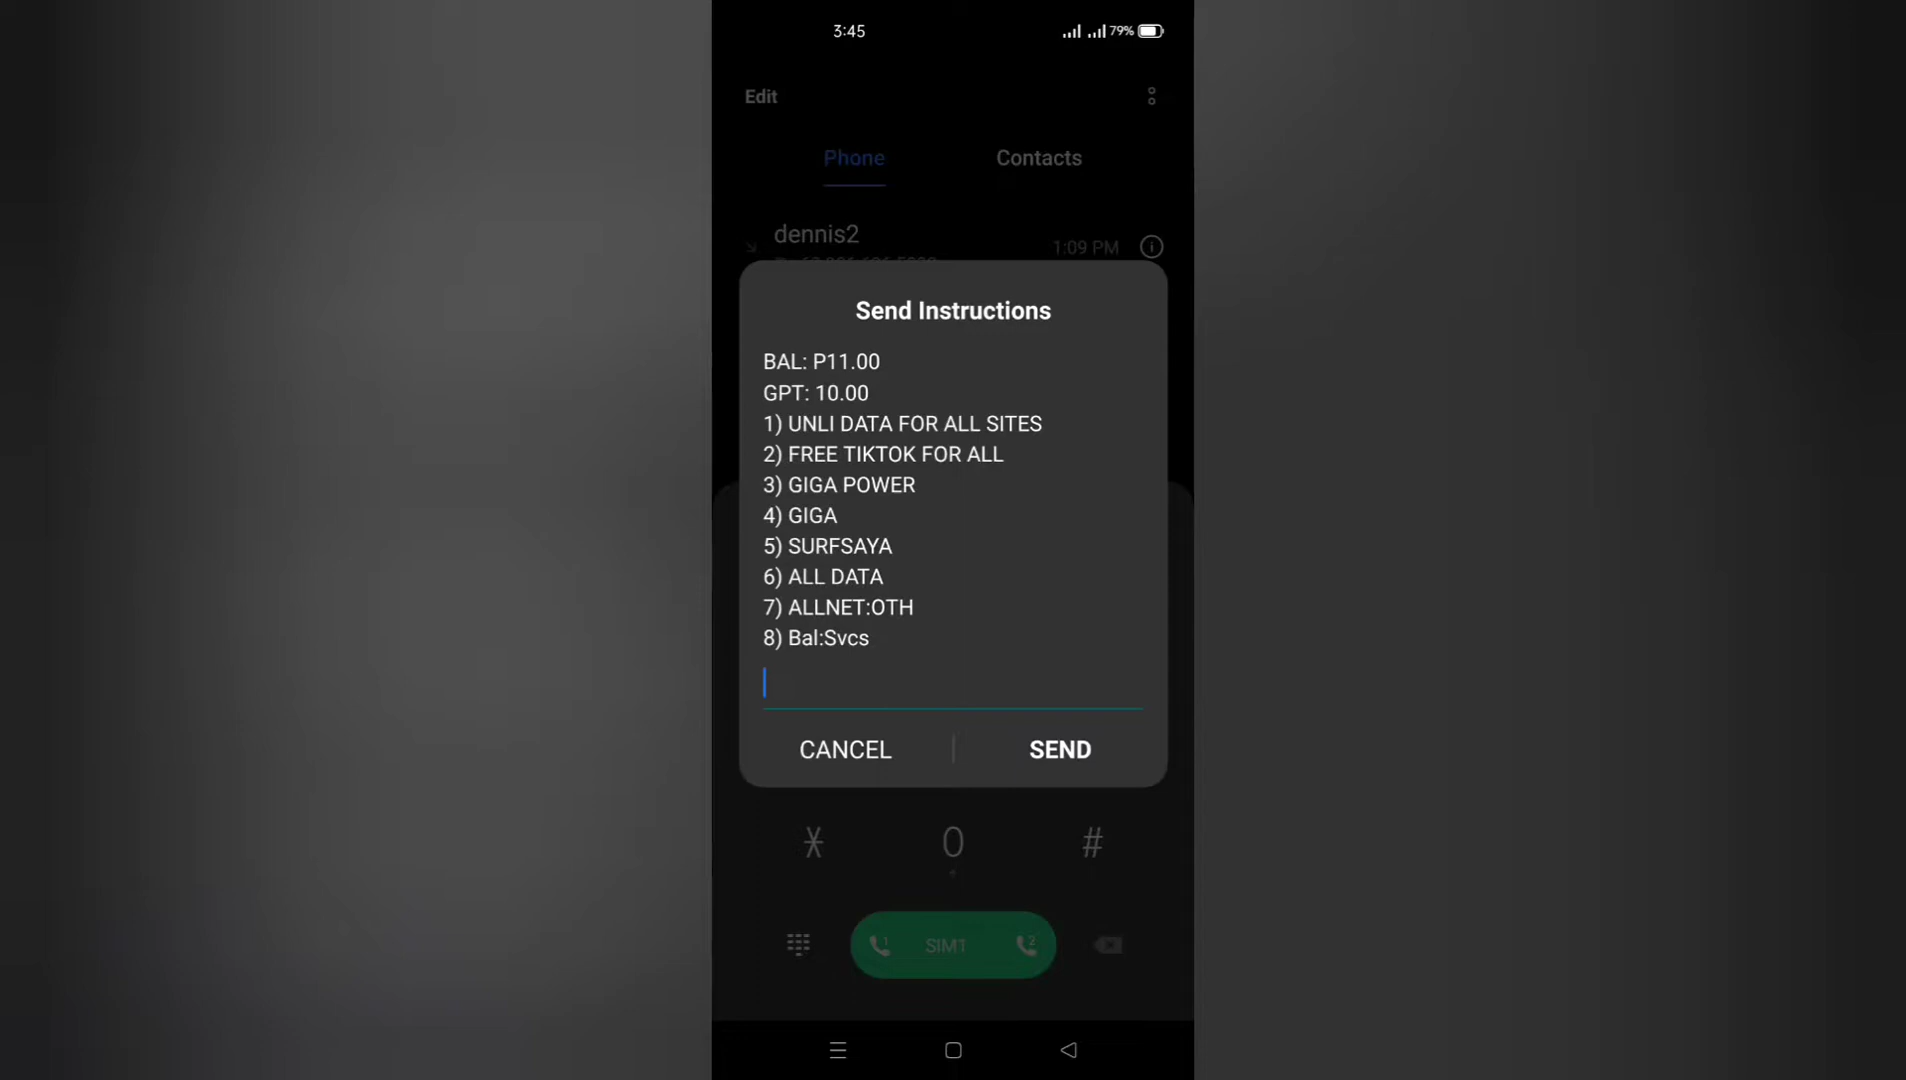 3:45
79%
Edit
Phone
Contacts
dennis2
1:09 PM
Send Instructions
BAL: P11.00
GPT: 10.00
1) UNLI DATA FOR ALL SITES
2) FREE TIKTOK FOR ALL
3) GIGA POWER
4) GIGA
5) SURFSAYA
6) ALL DATA
7) ALLNET:OTH
8) Bal:Svcs
CANCEL
SEND
0
#
+
1
SIM1
2